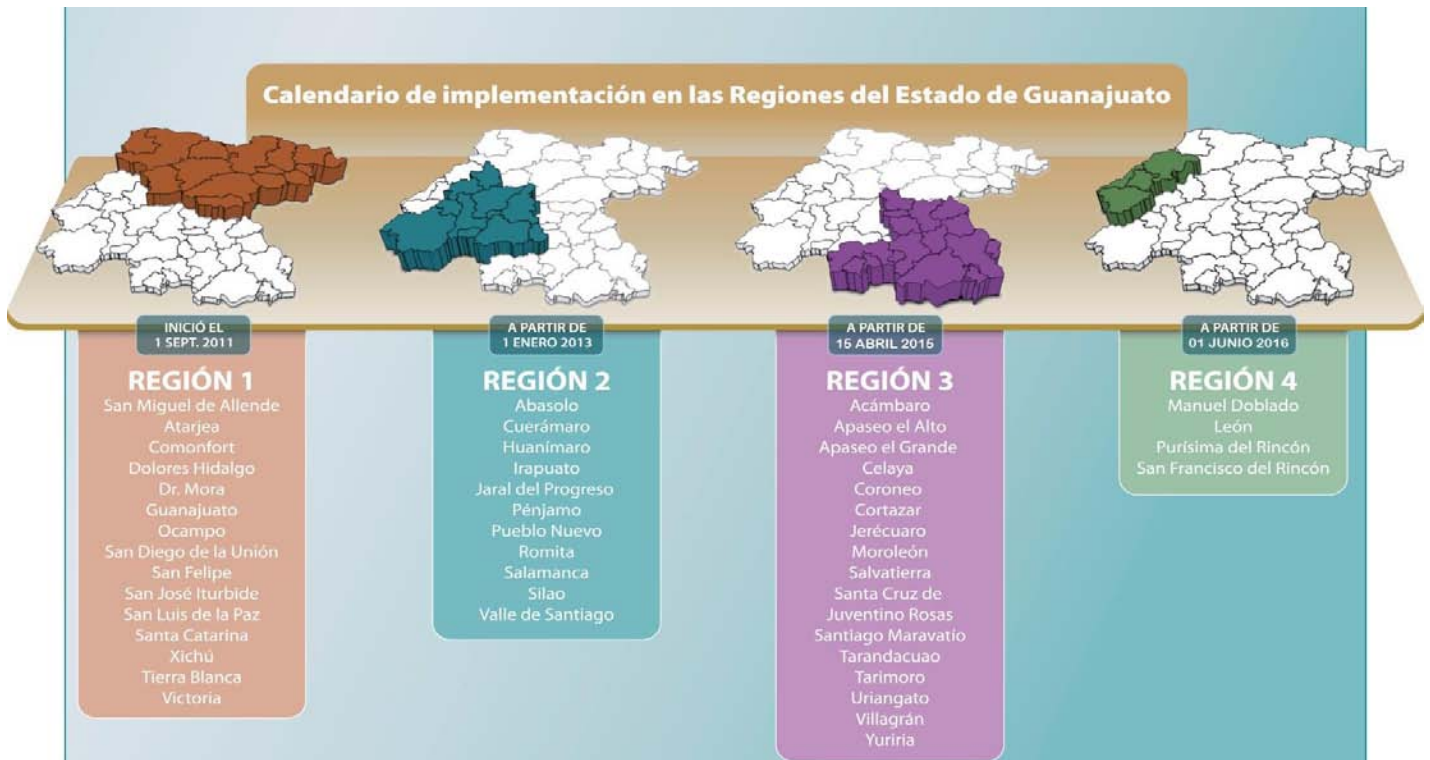 Calendario de implementación en las Regiones del Estado de Guanajuato
INICIÓ EL
1 SEPT. 2011
REGIÓN 1
San Miguel de Allende
Atarjea
Comonfort
Dolores Hidalgo
Dr. Mora
Guanajuato
Ocampo
San Diego de la Unión
San Felipe
San José Iturbide
San Luis de la Paz
Santa Catarina
Xichú
Tierra Blanca
Victoria
A PARTIR DE
1 ENERO 2013
REGIÓN 2
Abasolo
Cuerámaro
Huanímaro
Irapuato
Jaral del Progreso
Pénjamo
Pueblo Nuevo
Romita
Salamanca
Silao
Valle de Santiago
A PARTIR DE
15 ABRIL 2015
REGIÓN 3
Acámbaro
Apaseo el Alto
Apaseo el Grande
Celaya
Coroneo
Cortazar
Jerécuaro
Moroleón
Salvatierra
Santa Cruz de
Juventino Rosas
Santiago Maravatío
Tarandacuao
Tarimoro
Uriangato
Villagrán
Yuriria
A PARTIR DE
01 JUNIO 2016
REGIÓN 4
Manuel Doblado
León
Purísima del Rincón
San Francisco del Rincón